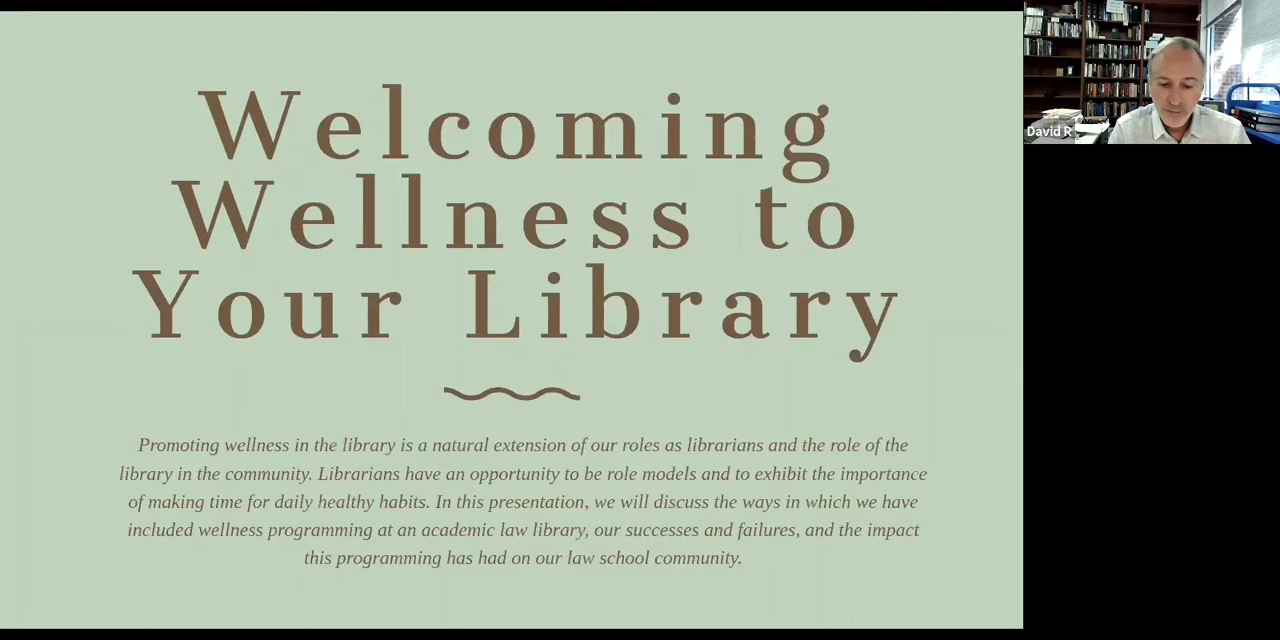 Welcoming
Wellness to
Your Library
Promoting wellness in the library is a natural extension of our roles as librarians and the role of the
library in the community. Librarians have an opportunity to be role models and to exhibit the importance
of making time for daily healthy habits. In this presentation, we will discuss the ways in which we have
included wellness programming at an academic law library, our successes and failures, and the impact
this programming has had on our law school community.
David R